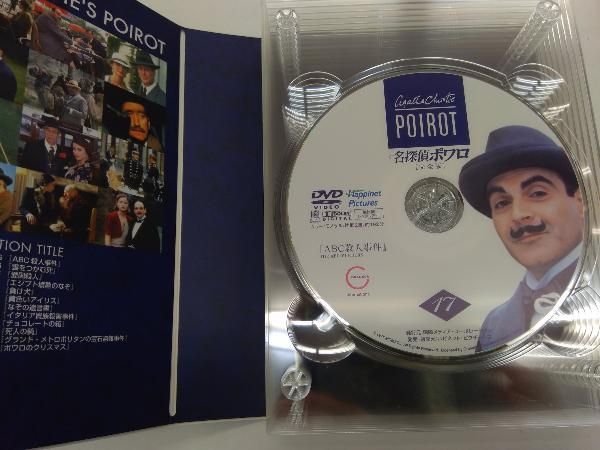 'S POIROT
TION TITLE
「ABC殺人事件」
「雲をつかむ死」
「愛国殺人」
「エジプト墳墓のなぞ」
「負け犬」
「黄色いアイリス」
「なぞの遺言書」
「イタリア貴族殺害事件」
「チョコレートの箱」
「死人の鏡」
「グランド・メトロポリタンの宝石盗難事件」
「ポワロのクリスマス」
Agatha Christie
POIROT
名探偵ポワロ
DVD
VIDEO
Happinet
Pictures
DOLBY
DIGITAL
「ABC殺人事件」
17